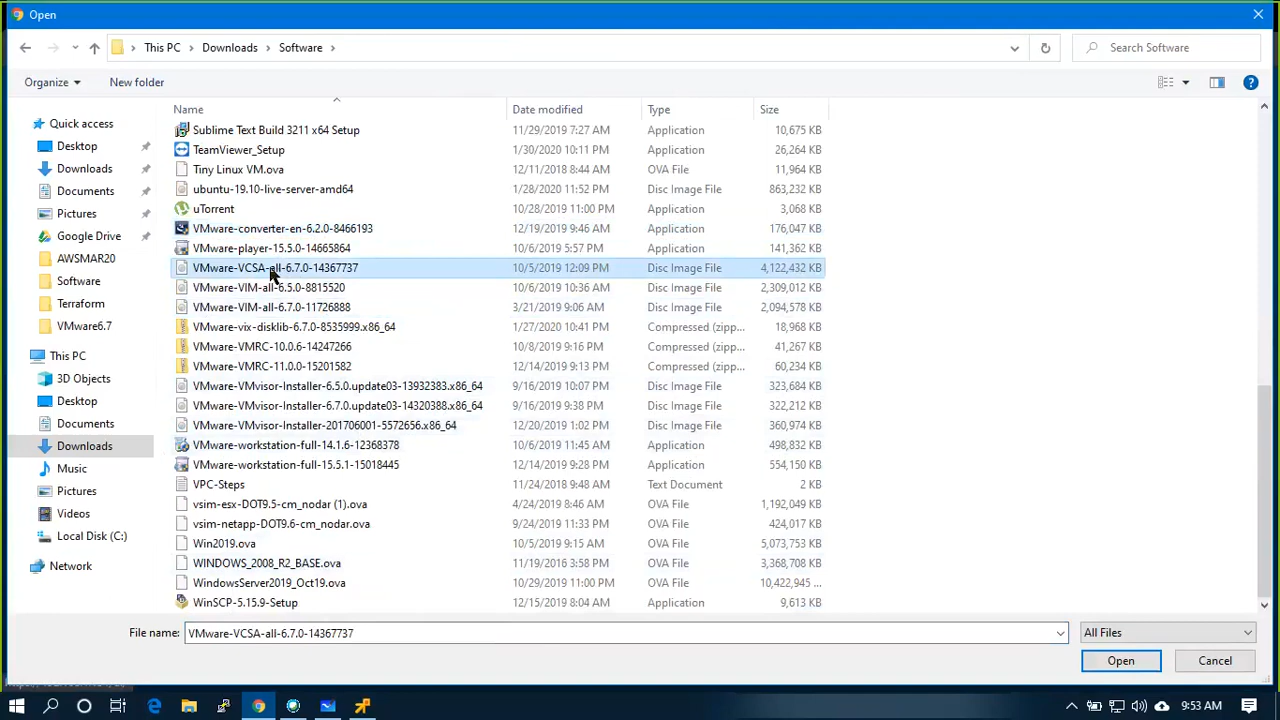 Open
This PC
Downloads
Software
Search Software
Organize
New folder
Name
Date modified
Type
Size
Quick access
Desktop
Downloads
Documents
Pictures
Google Drive
AWSMAR20
Software
Terraform
VMware6.7
This PC
3D Objects
Desktop
Documents
Downloads
Music
Pictures
Videos
Local Disk (C:)
Network
Sublime Text Build 3211 x64 Setup 11/29/2019 7:27 AM Application 10,675 KB
TeamViewer_Setup 1/30/2020 10:11 PM Application 26,264 KB
Tiny Linux VM.ova 12/11/2018 8:44 AM OVA File 11,964 KB
ubuntu-19.10-live-server-amd64 1/28/2020 11:52 PM Disc Image File 863,232 KB
uTorrent 10/28/2019 11:00 PM Application 3,068 KB
VMware-converter-en-6.2.0-8466193 12/19/2019 9:46 AM Application 176,047 KB
VMware-player-15.5.0-14665864 10/6/2019 5:57 PM Application 141,362 KB
VMware-VCSA-all-6.7.0-14367737 10/5/2019 12:09 PM Disc Image File 4,122,432 KB
VMware-VIM-all-6.5.0-8815520 10/6/2019 10:36 AM Disc Image File 2,309,012 KB
VMware-VIM-all-6.7.0-11726888 3/21/2019 9:06 AM Disc Image File 2,094,578 KB
VMware-vix-disklib-6.7.0-8535999.x86_64 1/27/2020 10:41 PM Compressed (zipp... 18,968 KB
VMware-VMRC-10.0.6-14247266 10/8/2019 9:16 PM Compressed (zipp... 41,267 KB
VMware-VMRC-11.0.0-15201582 12/14/2019 9:13 PM Compressed (zipp... 60,234 KB
VMware-VMvisor-Installer-6.5.0.update03-13932383.x86_64 9/16/2019 10:07 PM Disc Image File 323,684 KB
VMware-VMvisor-Installer-6.7.0.update03-14320388.x86_64 9/16/2019 9:38 PM Disc Image File 322,212 KB
VMware-VMvisor-Installer-201706001-5572656.x86_64 12/20/2019 1:02 PM Disc Image File 360,974 KB
VMware-workstation-full-14.1.6-12368378 10/6/2019 11:45 AM Application 498,832 KB
VMware-workstation-full-15.5.1-15018445 12/14/2019 9:28 PM Application 554,150 KB
VPC-Steps 11/24/2018 9:48 AM Text Document 2 KB
vsim-esx-DOT9.5-cm_nodar (1).ova 4/24/2019 8:46 AM OVA File 1,192,049 KB
vsim-netapp-DOT9.6-cm_nodar.ova 9/24/2019 11:33 PM OVA File 424,017 KB
Win2019.ova 10/5/2019 9:15 AM OVA File 5,073,753 KB
WINDOWS_2008_R2_BASE.ova 11/19/2016 3:58 PM OVA File 3,368,708 KB
WindowsServer2019_Oct19.ova 10/29/2019 11:00 PM OVA File 10,422,945 ...
WinSCP-5.15.9-Setup 12/15/2019 8:04 AM Application 9,613 KB
File name: VMware-VCSA-all-6.7.0-14367737
All Files
Open
Cancel
9:53 AM